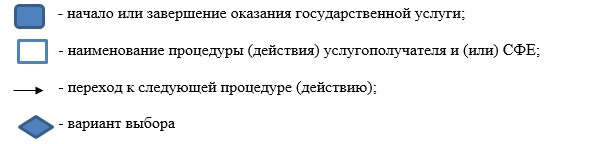 - начало или завершение оказания государственной услуги;
- наименование процедуры (действия) услугополучателя и (или) СФЕ;
- переход к следующей процедуре (действию);
- вариант выбора